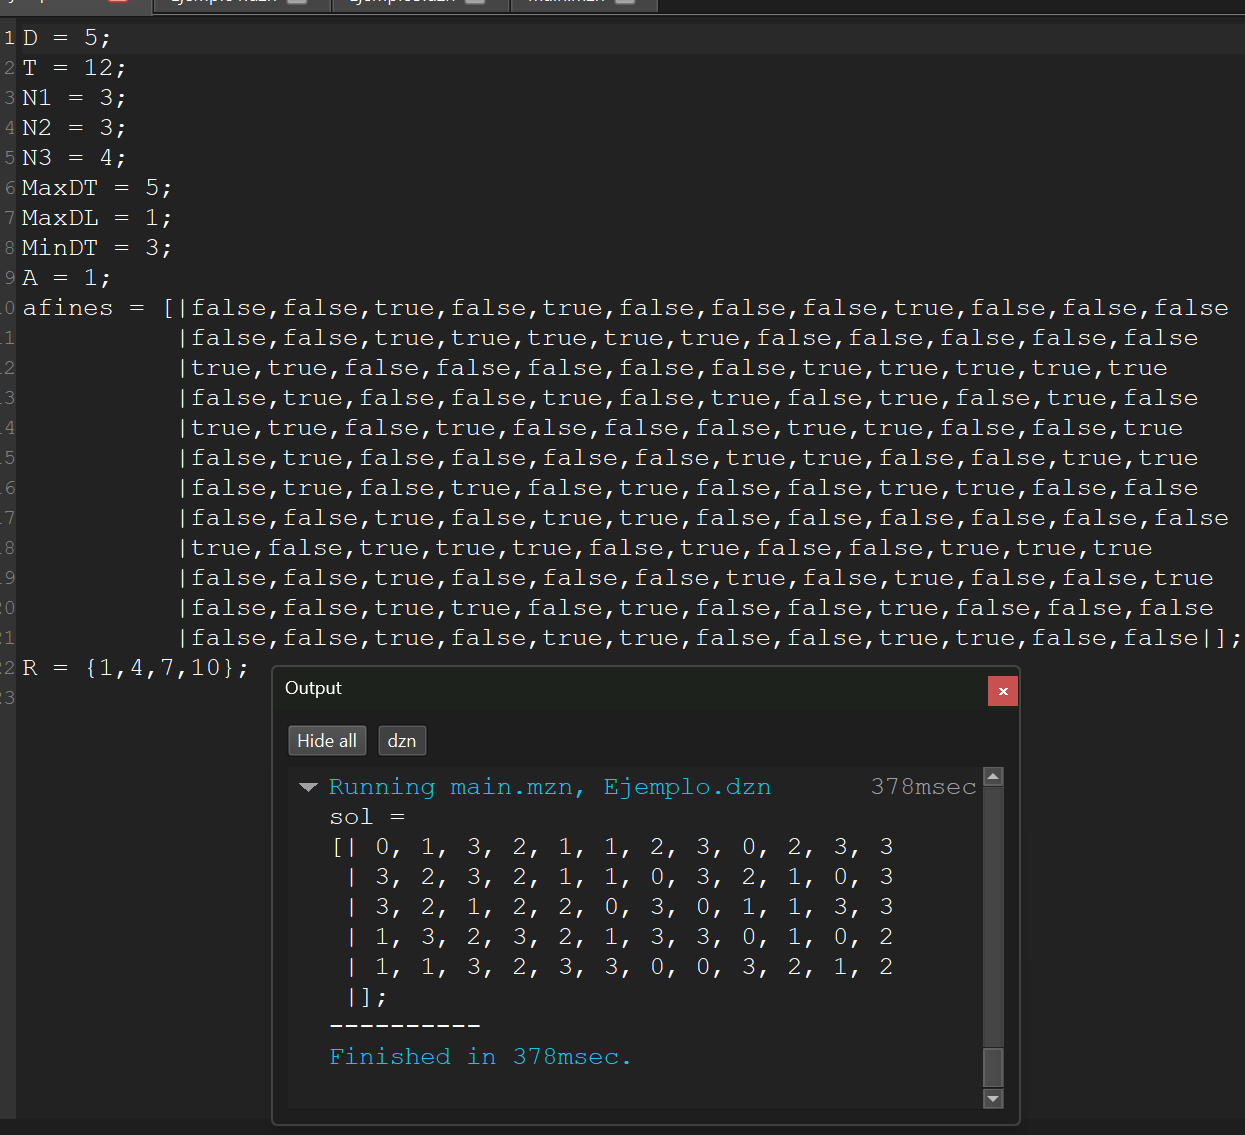 1 D = 5;
2 T = 12;
3 N1 = 3;
4 N2 = 3;
5 N3 = 4;
6 MaxDT = 5;
7 MaxDL = 1;
8 MinDT = 3;
9 A = 1;
0 afines = [|false,false,true,false,true,false,false,false,true,false,false,false
1 |false,false,true,true,true,true,true,false,false,false,false,false
2 |true,true,false,false,false,false,false,true,true,true,true,true
3 |false,true,false,false,true,false,true,false,true,false,true,false
4 |true,true,false,true,false,false,false,true,true,false,false,true
5 |false,true,false,false,false,false,true,true,false,false,true,true
6 |false,true,false,true,false,true,false,false,true,true,false,false
7 |false,false,true,false,true,true,false,false,false,false,false,false
8 |true,false,true,true,true,false,true,false,false,true,true,true
9 |false,false,true,false,false,false,true,false,true,false,false,true
0 |false,false,true,true,false,true,false,false,true,false,false,false
1 |false,false,true,false,true,true,false,false,true,true,false,false|];
2 R = {1,4,7,10};
3
Output
x
Hide all dzn
Running main.mzn, Ejemplo.dzn 378msec
sol =
[| 0, 1, 3, 2, 1, 1, 2, 3, 0, 2, 3, 3
| 3, 2, 3, 2, 1, 1, 0, 3, 2, 1, 0, 3
| 3, 2, 1, 2, 2, 0, 3, 0, 1, 1, 3, 3
| 1, 3, 2, 3, 2, 1, 3, 3, 0, 1, 0, 2
| 1, 1, 3, 2, 3, 3, 0, 0, 3, 2, 1, 2
|];
----------
Finished in 378msec.